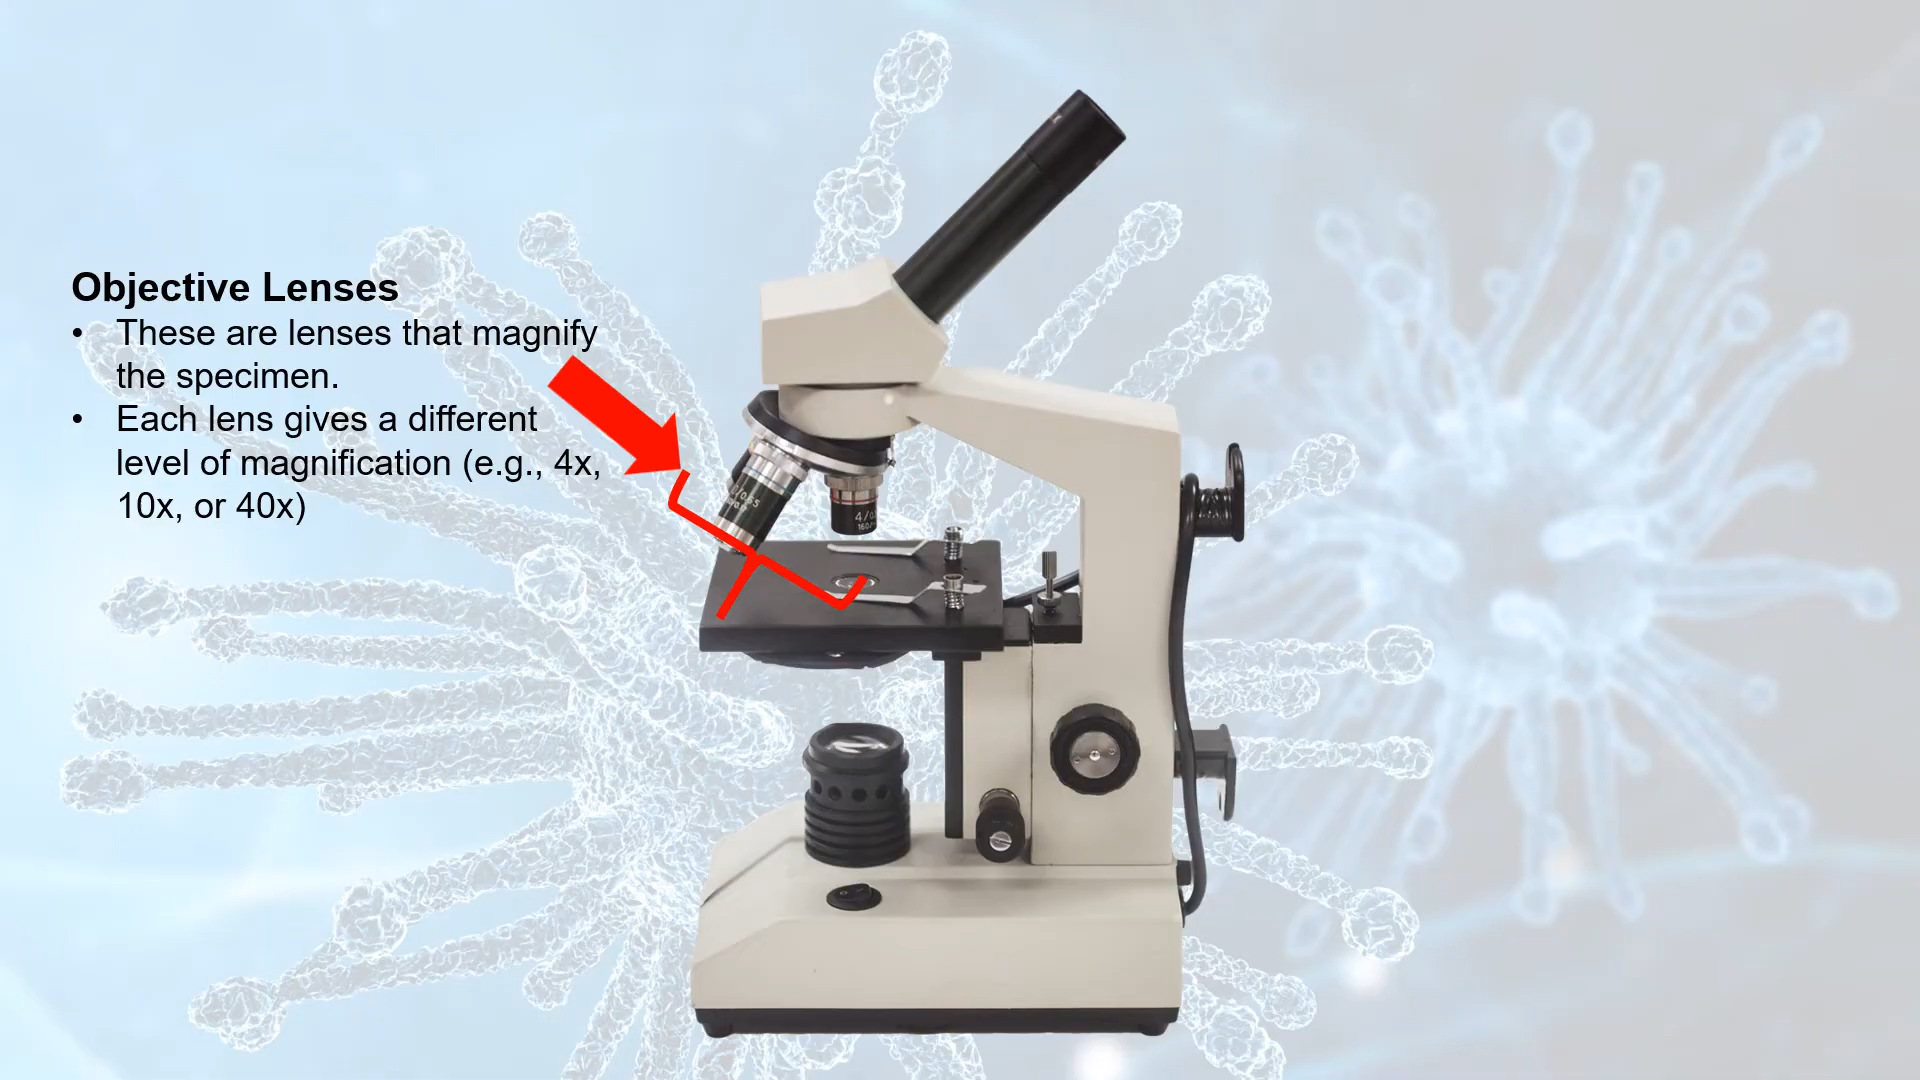 Objective Lenses
• These are lenses that magnify
the specimen.
• Each lens gives a different
level of magnification (e.g., 4x,
10x, or 40x)